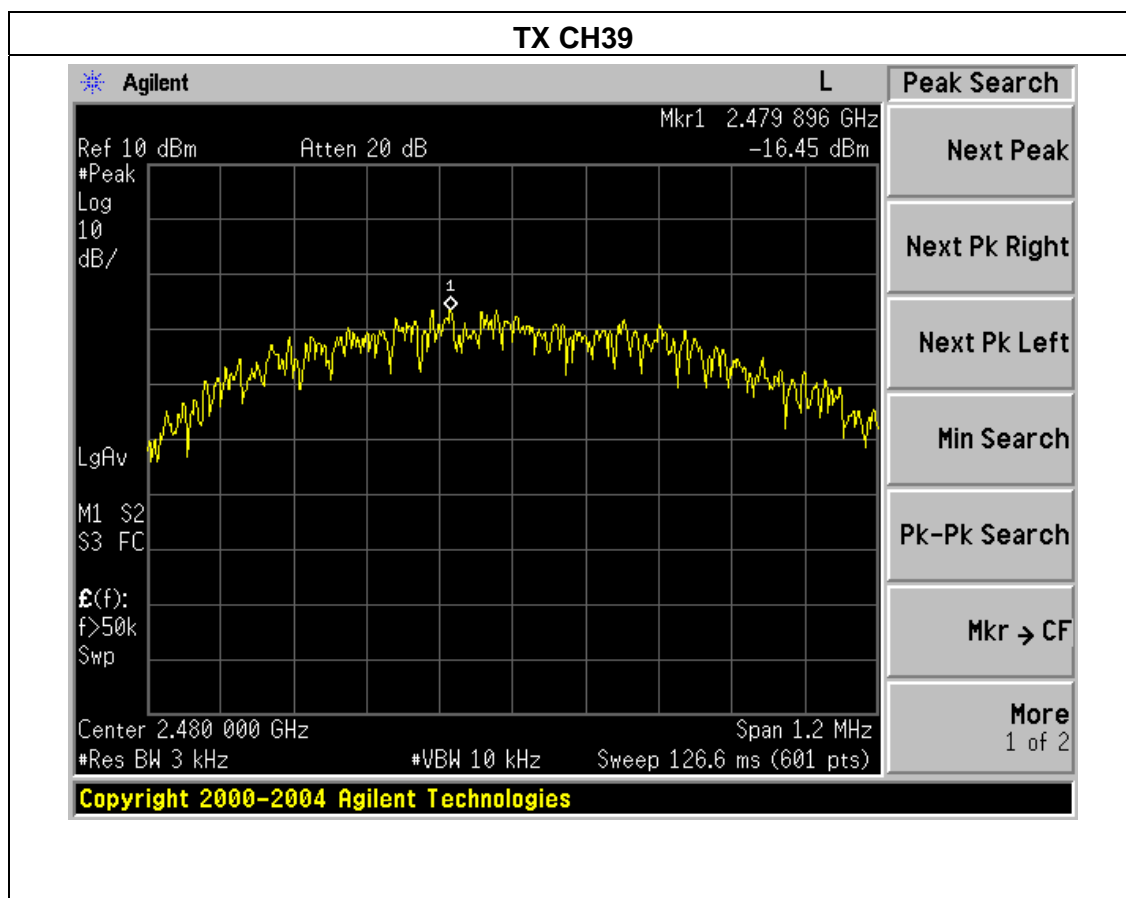 TX CH39
Agilent L Peak Search
Mkr1 2.479 896 GHz
Ref 10 dBm Atten 20 dB -16.45 dBm
#Peak
Log
10
dB/
1
LgAv
M1 S2
S3 FC
£(f):
f>50k
Swp
Center 2.480 000 GHz Span 1.2 MHz
#Res BW 3 kHz #VBW 10 kHz Sweep 126.6 ms (601 pts)
Next Peak
Next Pk Right
Next Pk Left
Min Search
Pk-Pk Search
Mkr → CF
More
1 of 2
Copyright 2000-2004 Agilent Technologies